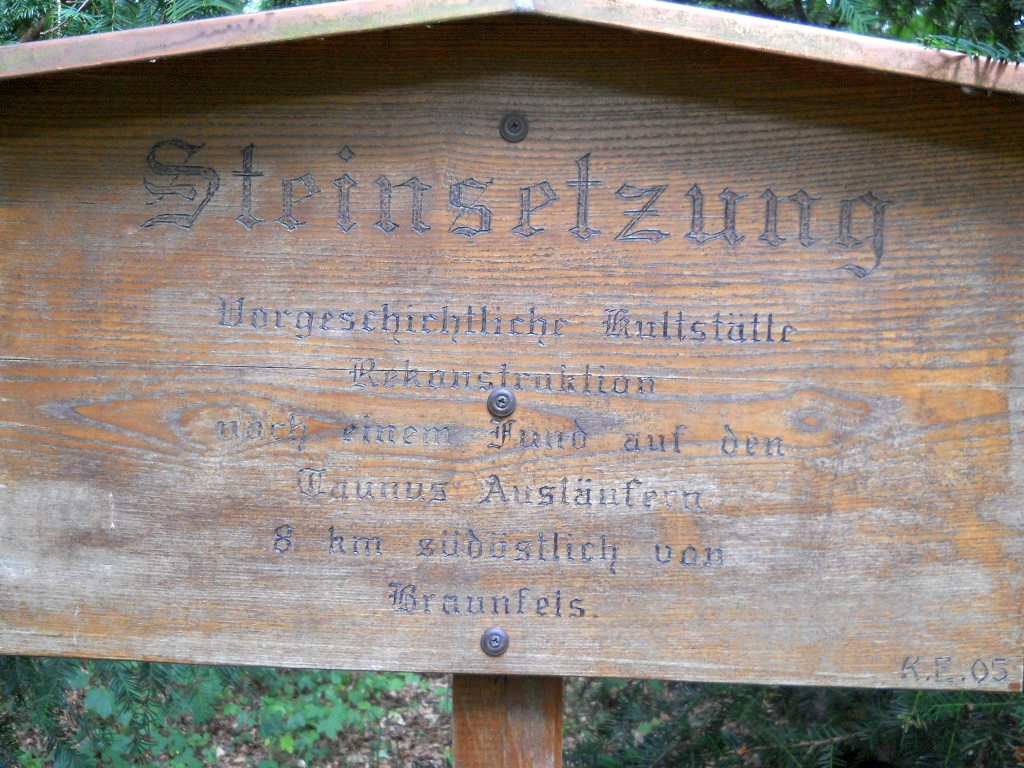 Steinsetzung
Vorgeschichtliche Kultstätte
Rekonstruktion
nach einem Fund auf den
Taunus Ausläufern
8 km südöstlich von
Braunfels.
K.E.05